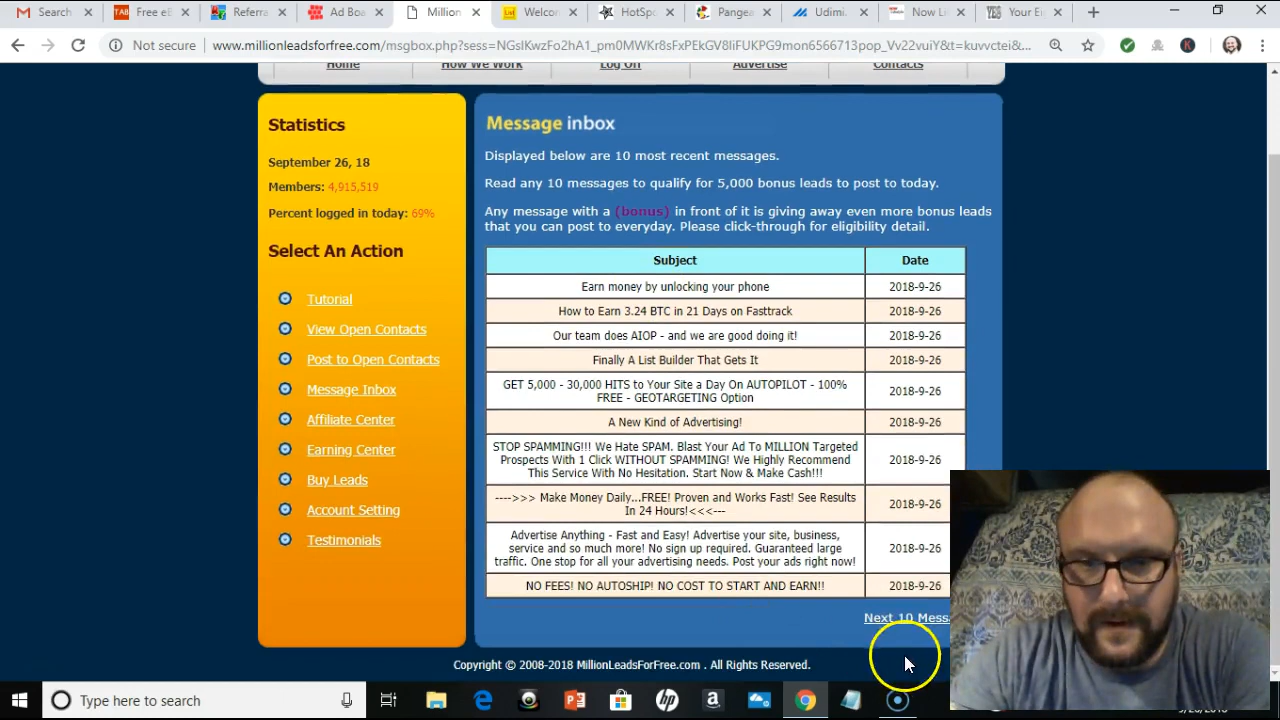 Search
Free eB
Referra
Ad Boa
Million
Welcon
HotSpo
Pangea
Udimi
Now Li
Your E
Not secure
Home
How We Work
Log Off
Advertise
Contacts
Statistics
September 26, 18
Members: 4,915,519
Percent logged in today: 69%
Select An Action
Tutorial
View Open Contacts
Post to Open Contacts
Message Inbox
Affiliate Center
Earning Center
Buy Leads
Account Setting
Testimonials
Message inbox
Displayed below are 10 most recent messages.
Read any 10 messages to qualify for 5,000 bonus leads to post to today.
Any message with a (bonus) in front of it is giving away even more bonus leads
that you can post to everyday. Please click-through for eligibility detail.
Subject Date
Earn money by unlocking your phone 2018-9-26
How to Earn 3.24 BTC in 21 Days on Fasttrack 2018-9-26
Our team does AIOP - and we are good doing it! 2018-9-26
Finally A List Builder That Gets It 2018-9-26
GET 5,000 - 30,000 HITS to Your Site a Day On AUTOPILOT - 100%
FREE - GEOTARGETING Option 2018-9-26
A New Kind of Advertising! 2018-9-26
STOP SPAMMING!!! We Hate SPAM. Blast Your Ad To MILLION Targeted
Prospects With 1 Click WITHOUT SPAMMING! We Highly Recommend 2018-9-26
This Service With No Hesitation. Start Now & Make Cash!!!
---->>> Make Money Daily...FREE! Proven and Works Fast! See Results
In 24 Hours!<<<--- 2018-9-26
Advertise Anything - Fast and Easy! Advertise your site, business,
service and so much more! No sign up required. Guaranteed large 2018-9-26
traffic. One stop for all your advertising needs. Post your ads right now!
NO FEES! NO AUTOSHIP! NO COST TO START AND EARN!! 2018-9-26
Next 10 Messa
Copyright © 2008-2018 MillionLeadsForFree.com . All Rights Reserved.
Type here to search